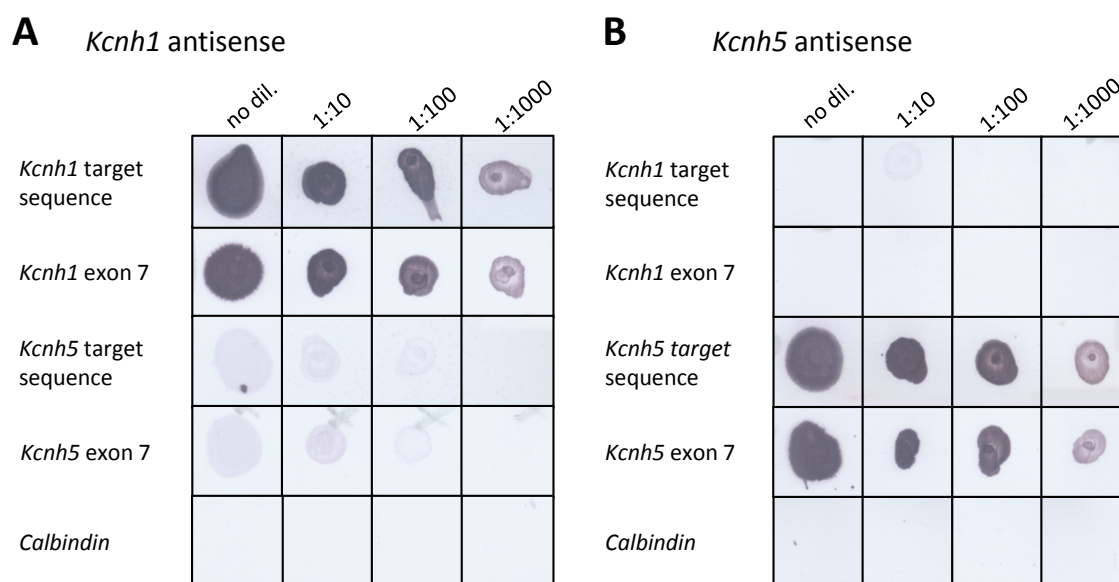 A
Kcnh1 antisense
no dil.
1:10
1:100
1:1000
Kcnh1 target
sequence
Kcnh1 exon 7
Kcnh5 target
sequence
Kcnh5 exon 7
Calbindin
B
Kcnh5 antisense
no dil.
1:10
1:100
1:1000
Kcnh1 target
sequence
Kcnh1 exon 7
Kcnh5 target
sequence
Kcnh5 exon 7
Calbindin